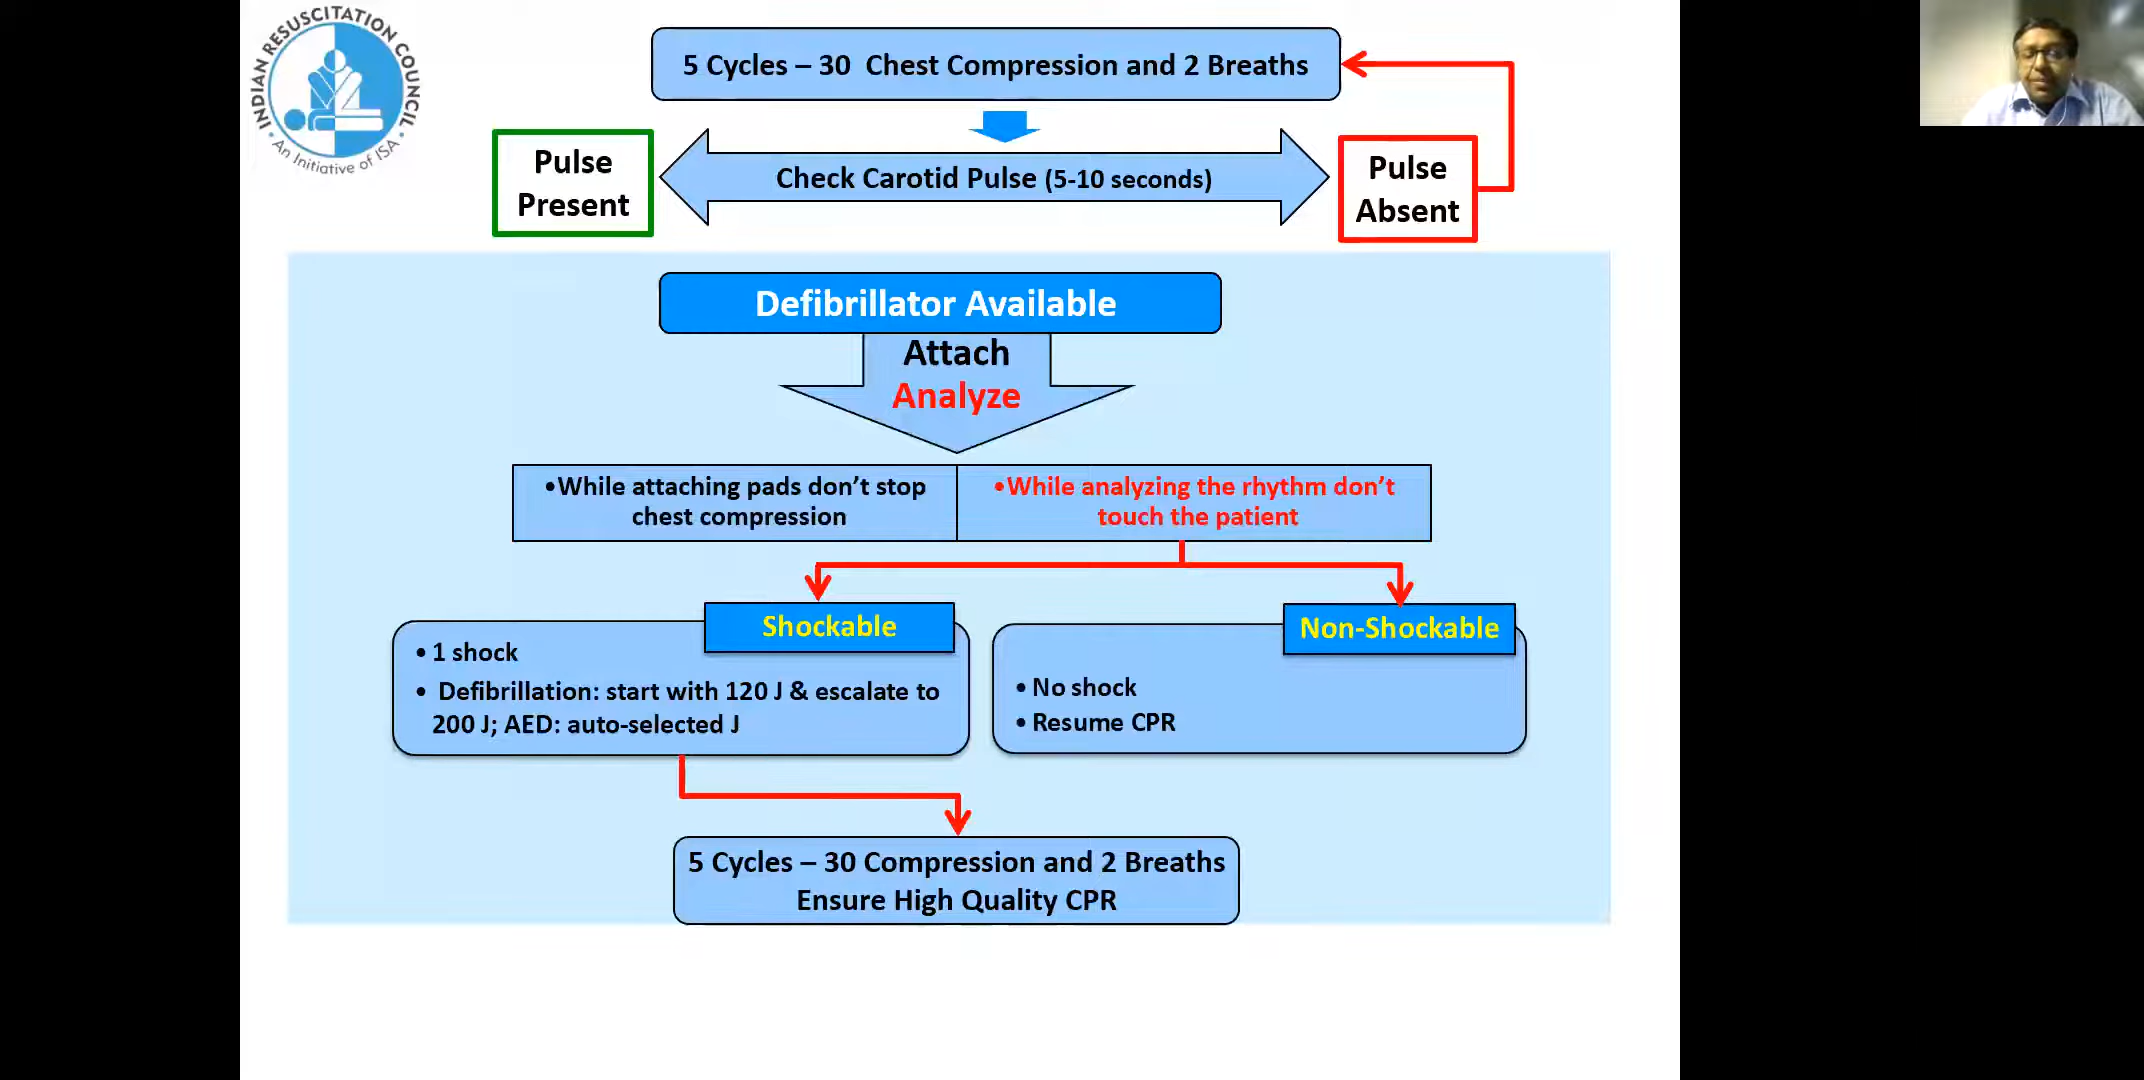 INDIAN RESUSCITATION COUNCIL
An Initiative of ISA
5 Cycles – 30 Chest Compression and 2 Breaths
Pulse
Present
Check Carotid Pulse (5-10 seconds)
Pulse
Absent
Defibrillator Available
Attach
Analyze
•While attaching pads don't stop
chest compression
•While analyzing the rhythm don't
touch the patient
Shockable
• 1 shock
• Defibrillation: start with 120 J & escalate to
200 J; AED: auto-selected J
Non-Shockable
• No shock
• Resume CPR
5 Cycles – 30 Compression and 2 Breaths
Ensure High Quality CPR